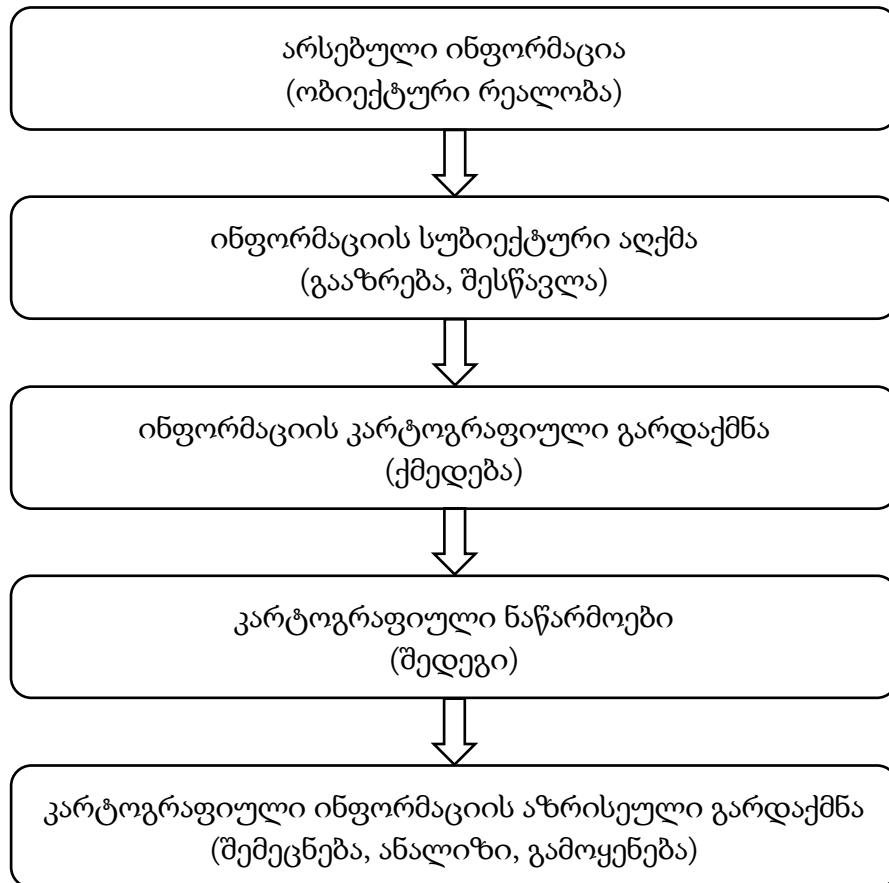 არსებული ინფორმაცია
(ობიექტური რეალობა)
ინფორმაციის სუბიექტური აღქმა
(გააზრება, შესწავლა)
ინფორმაციის კარტოგრაფიული გარდაქმნა
(ქმედება)
კარტოგრაფიული ნაწარმოები
(შედეგი)
კარტოგრაფიული ინფორმაციის აზრისეული გარდაქმნა
(შემეცნება, ანალიზი, გამოყენება)